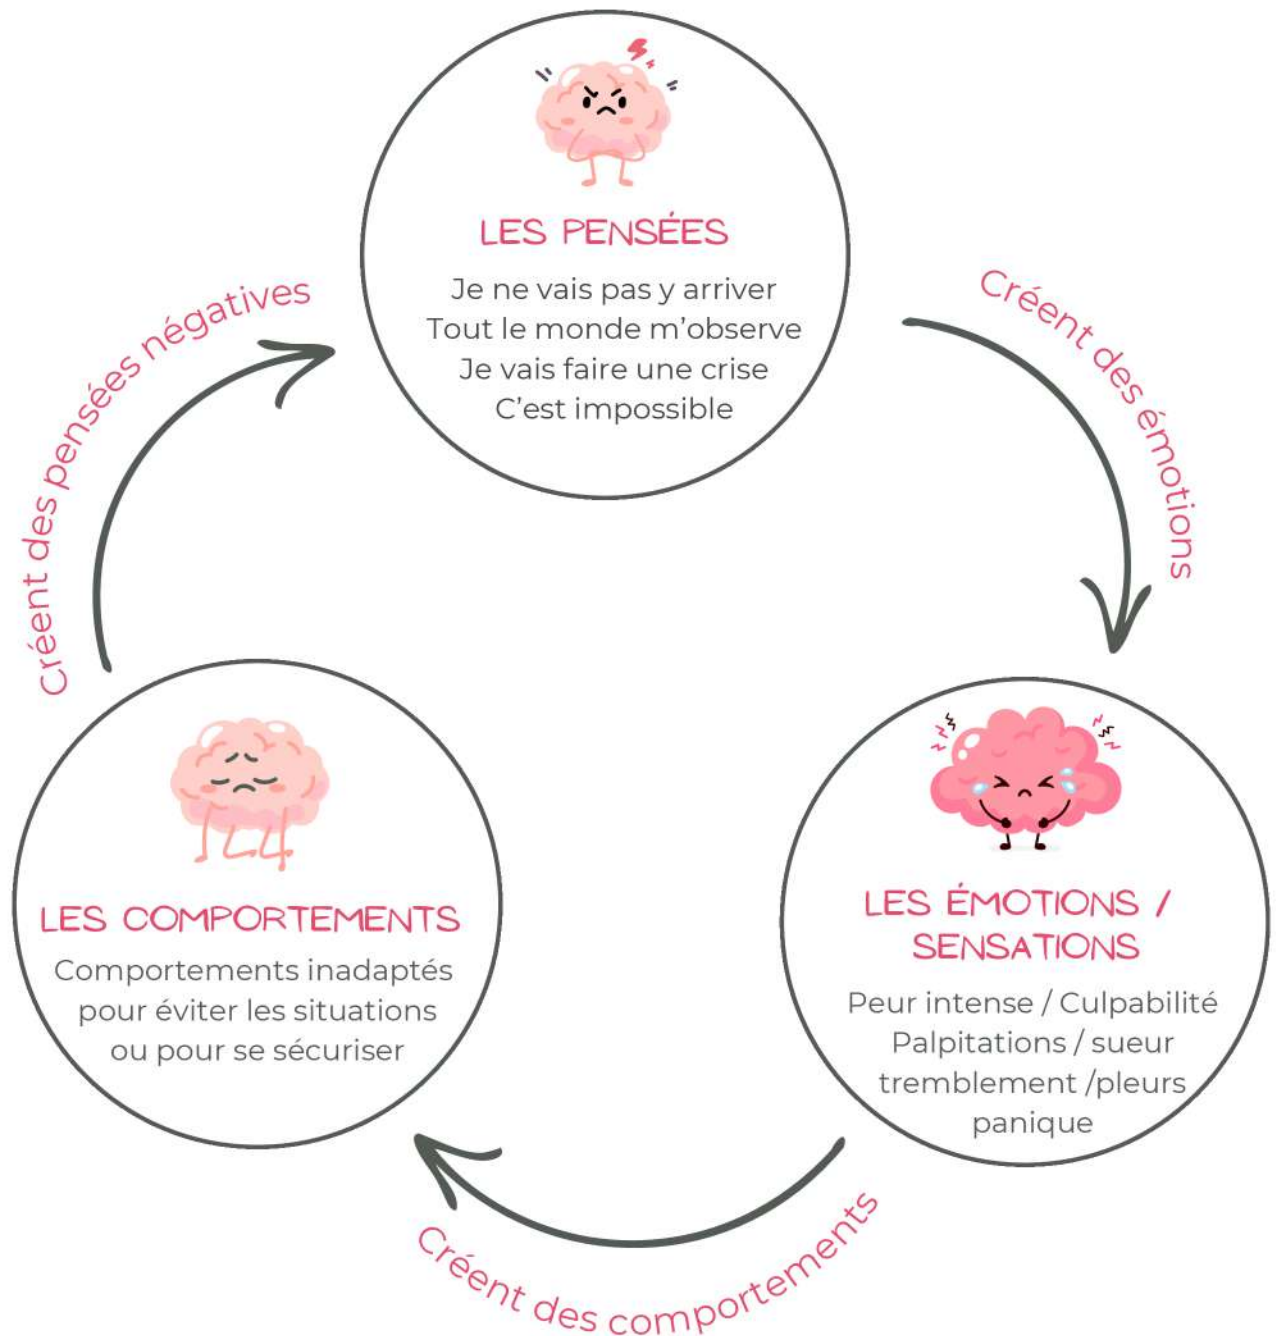 LES PENSÉES
Je ne vais pas y arriver
Tout le monde m'observe
Je vais faire une crise
C'est impossible
Créent des émotions
LES ÉMOTIONS /
SENSATIONS
Peur intense / Culpabilité
Palpitations / sueur
tremblement /pleurs
panique
Créent des comportements
LES COMPORTEMENTS
Comportements inadaptés
pour éviter les situations
ou pour se sécuriser
Créent des pensées négatives